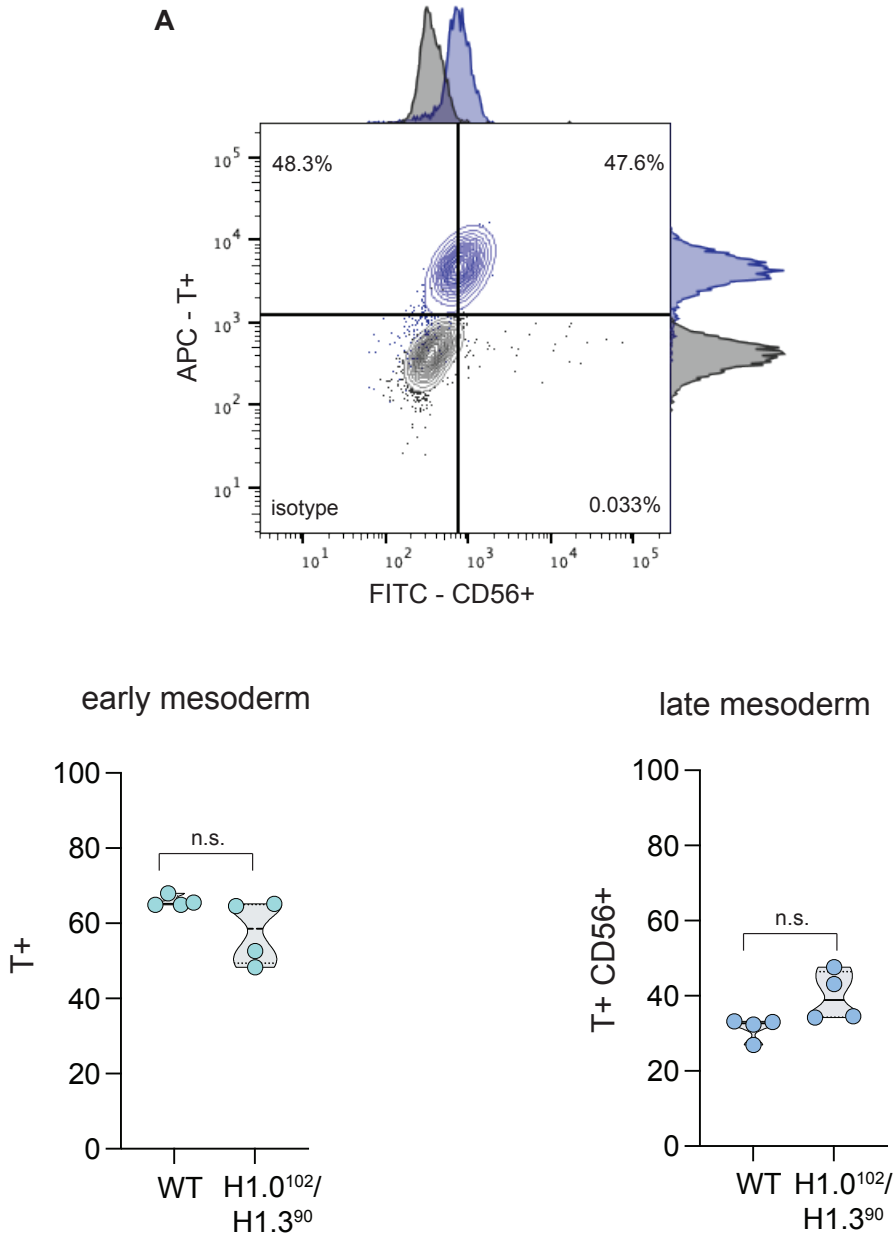 A
48.3%
47.6%
10⁵
10⁴
10³
10²
10¹
APC - T+
isotype
0.033%
10¹ 10² 10³ 10⁴ 10⁵
FITC - CD56+
early mesoderm
100
80
60
40
20
0
T+
n.s.
WT H1.0¹⁰²/
H1.3⁹⁰
late mesoderm
100
80
60
40
20
0
T+ CD56+
n.s.
WT H1.0¹⁰²/
H1.3⁹⁰